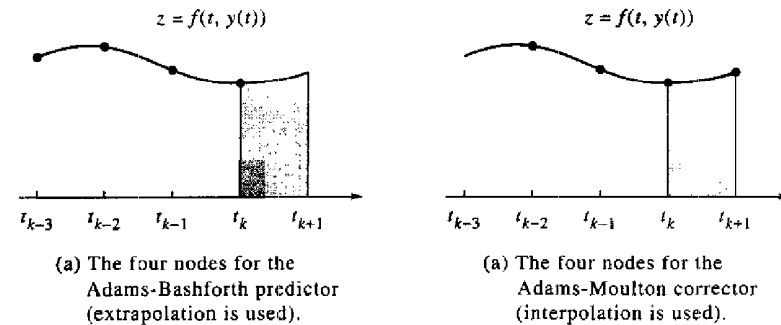 z = f(t, y(t))
t_{k-3} t_{k-2} t_{k-1} t_k t_{k+1}
(a) The four nodes for the
Adams-Bashforth predictor
(extrapolation is used).
z = f(t, y(t))
t_{k-3} t_{k-2} t_{k-1} t_k t_{k+1}
(a) The four nodes for the
Adams-Moulton corrector
(interpolation is used).